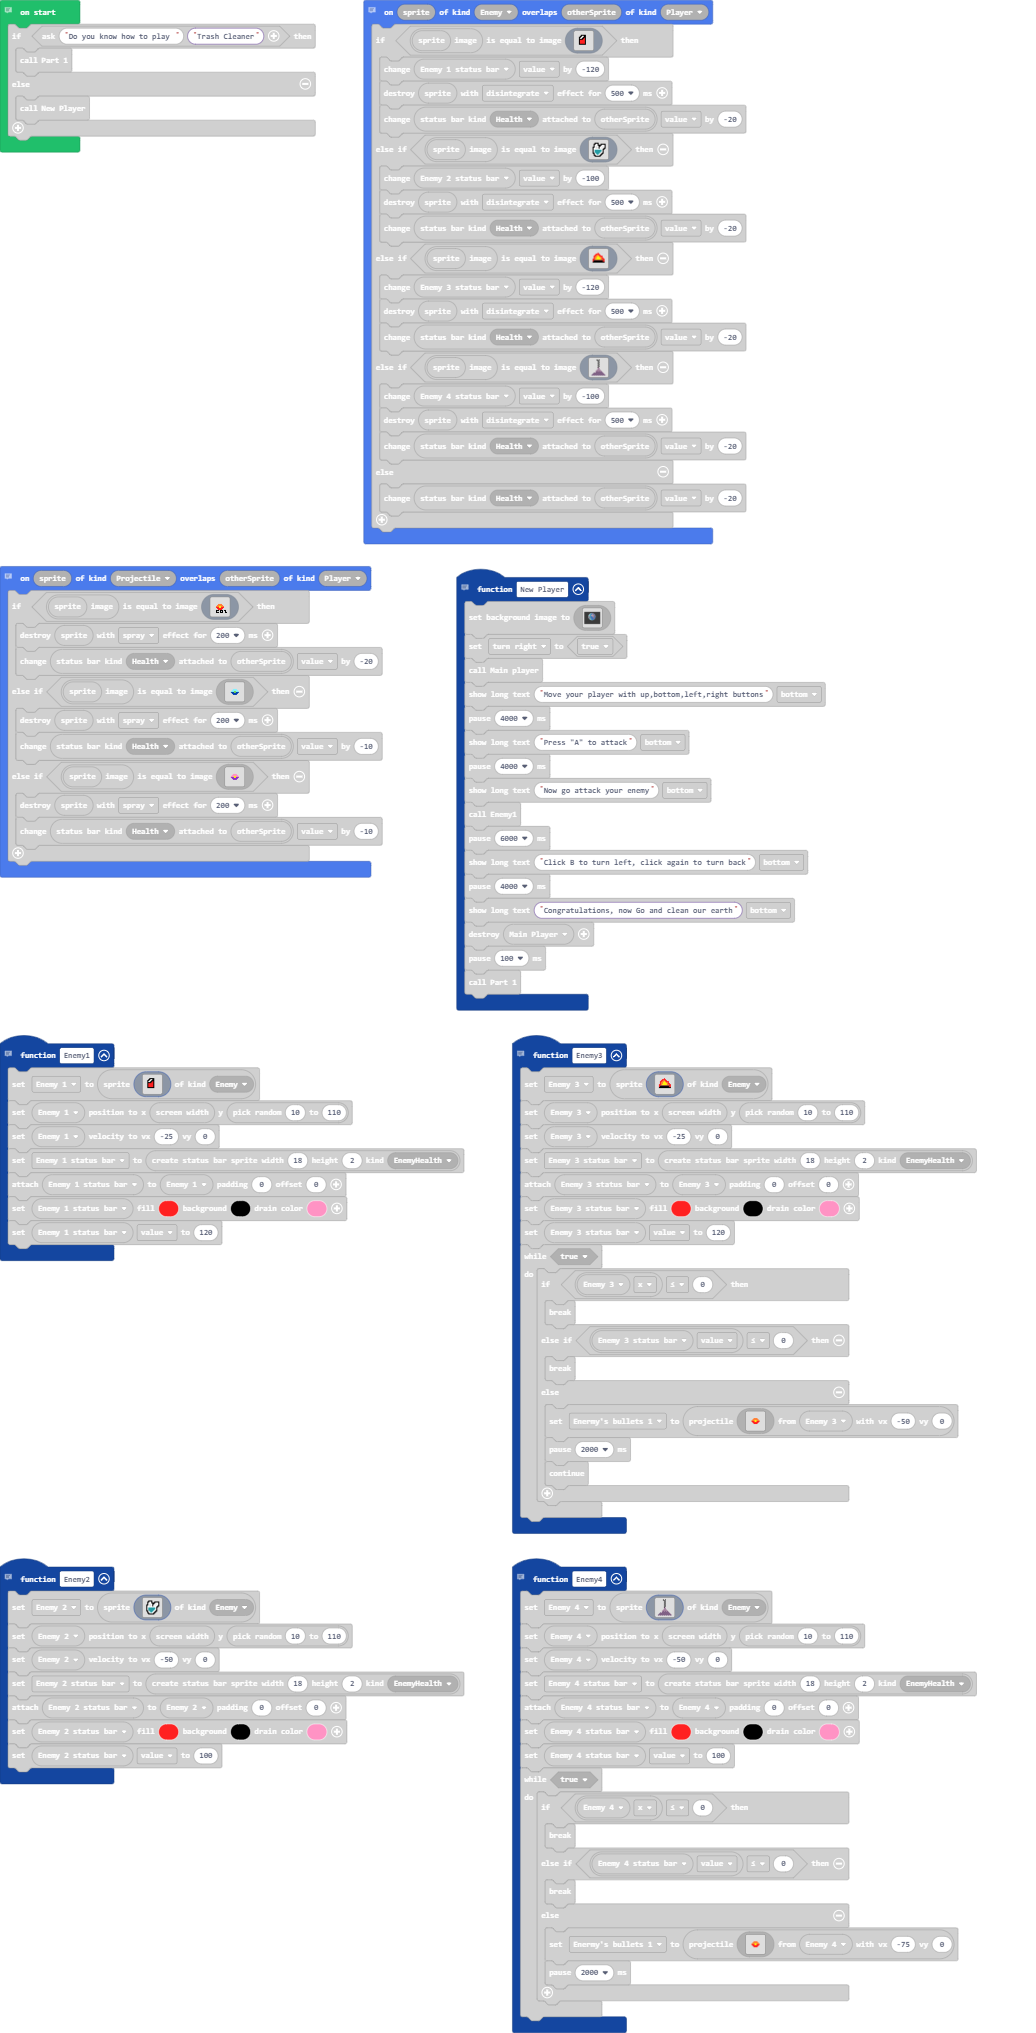 on start
if ask "Do you know how to play " "Trash Cleaner" then
call Part 1
else
call New Player
on sprite of kind Enemy overlaps otherSprite of kind Player
if sprite image is equal to image then
change Enemy 1 status bar value by -120
destroy sprite with disintegrate effect for 500 ms
change status bar kind Health attached to otherSprite value by -20
else if sprite image is equal to image then
change Enemy 2 status bar value by -100
destroy sprite with disintegrate effect for 500 ms
change status bar kind Health attached to otherSprite value by -20
else if sprite image is equal to image then
change Enemy 3 status bar value by -120
destroy sprite with disintegrate effect for 500 ms
change status bar kind Health attached to otherSprite value by -20
else if sprite image is equal to image then
change Enemy 4 status bar value by -100
destroy sprite with disintegrate effect for 500 ms
change status bar kind Health attached to otherSprite value by -20
else
change status bar kind Health attached to otherSprite value by -20
on sprite of kind Projectile overlaps otherSprite of kind Player
if sprite image is equal to image then
destroy sprite with spray effect for 200 ms
change status bar kind Health attached to otherSprite value by -20
else if sprite image is equal to image then
destroy sprite with spray effect for 200 ms
change status bar kind Health attached to otherSprite value by -10
else if sprite image is equal to image then
destroy sprite with spray effect for 200 ms
change status bar kind Health attached to otherSprite value by -10
function New Player
set background image to
set turn right to true
call Main player
show long text "Move your player with up,bottom,left,right buttons" bottom
pause 4000 ms
show long text "Press "A" to attack" bottom
pause 4000 ms
show long text "Now go attack your enemy" bottom
call Enemy1
pause 6000 ms
show long text "Click B to turn left, click again to turn back" bottom
pause 4000 ms
show long text "Congratulations, now Go and clean our earth" bottom
destroy Main Player
pause 100 ms
call Part 1
function Enemy1
set Enemy 1 to sprite of kind Enemy
set Enemy 1 position to x screen width y pick random 10 to 110
set Enemy 1 velocity to vx -25 vy 0
set Enemy 1 status bar to create status bar sprite width 18 height 2 kind EnemyHealth
attach Enemy 1 status bar to Enemy 1 padding 0 offset 0
set Enemy 1 status bar fill background drain color
set Enemy 1 status bar value to 120
function Enemy3
set Enemy 3 to sprite of kind Enemy
set Enemy 3 position to x screen width y pick random 10 to 110
set Enemy 3 velocity to vx -25 vy 0
set Enemy 3 status bar to create status bar sprite width 18 height 2 kind EnemyHealth
attach Enemy 3 status bar to Enemy 3 padding 0 offset 0
set Enemy 3 status bar fill background drain color
set Enemy 3 status bar value to 120
while true
do
if Enemy 3 x ≤ 0 then
break
else if Enemy 3 status bar value ≤ 0 then
break
else
set Enermy's bullets 1 to projectile from Enemy 3 with vx -50 vy 0
pause 2000 ms
continue
function Enemy2
set Enemy 2 to sprite of kind Enemy
set Enemy 2 position to x screen width y pick random 10 to 110
set Enemy 2 velocity to vx -50 vy 0
set Enemy 2 status bar to create status bar sprite width 18 height 2 kind EnemyHealth
attach Enemy 2 status bar to Enemy 2 padding 0 offset 0
set Enemy 2 status bar fill background drain color
set Enemy 2 status bar value to 100
function Enemy4
set Enemy 4 to sprite of kind Enemy
set Enemy 4 position to x screen width y pick random 10 to 110
set Enemy 4 velocity to vx -50 vy 0
set Enemy 4 status bar to create status bar sprite width 18 height 2 kind EnemyHealth
attach Enemy 4 status bar to Enemy 4 padding 0 offset 0
set Enemy 4 status bar fill background drain color
set Enemy 4 status bar value to 100
while true
do
if Enemy 4 x ≤ 0 then
break
else if Enemy 4 status bar value ≤ 0 then
break
else
set Enermy's bullets 1 to projectile from Enemy 4 with vx -75 vy 0
pause 2000 ms